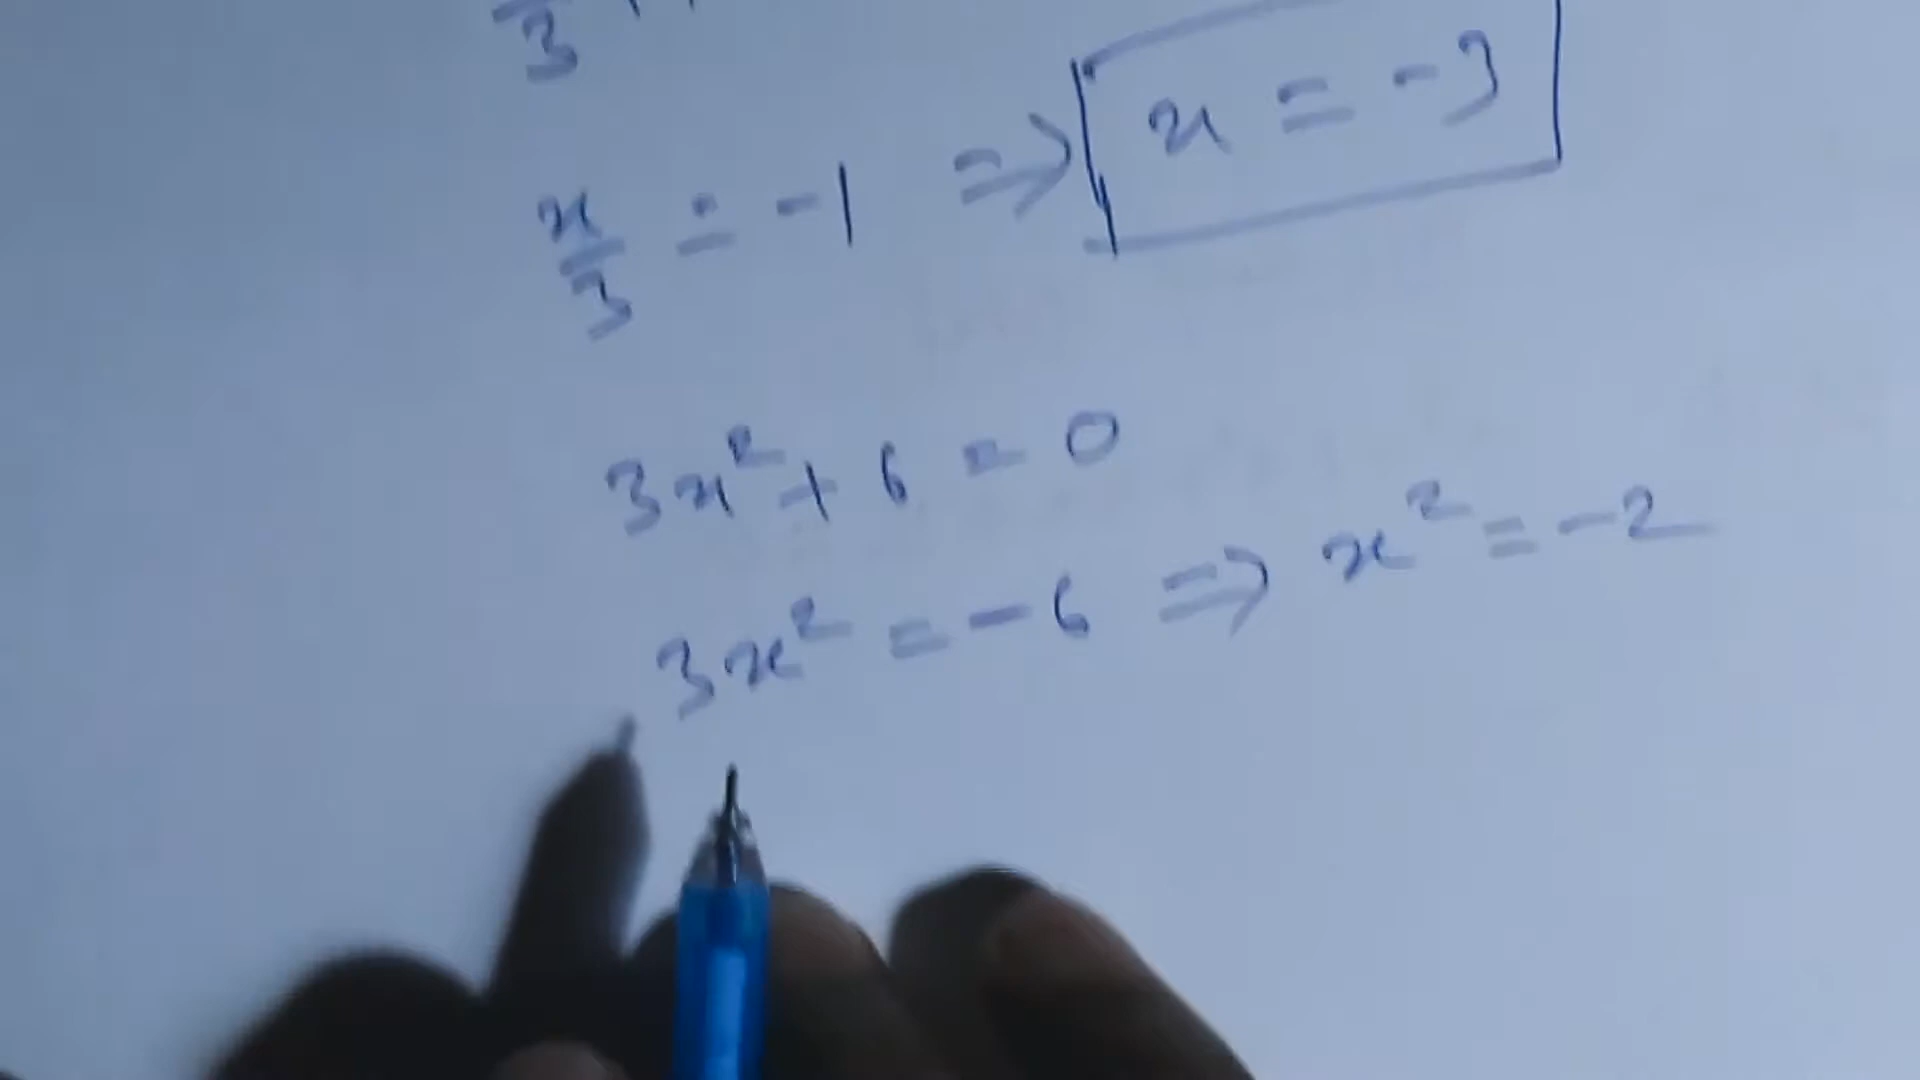 x/3 = -1 ⇒ x = -3
3x² + 6 = 0
3x² = -6 ⇒ x² = -2